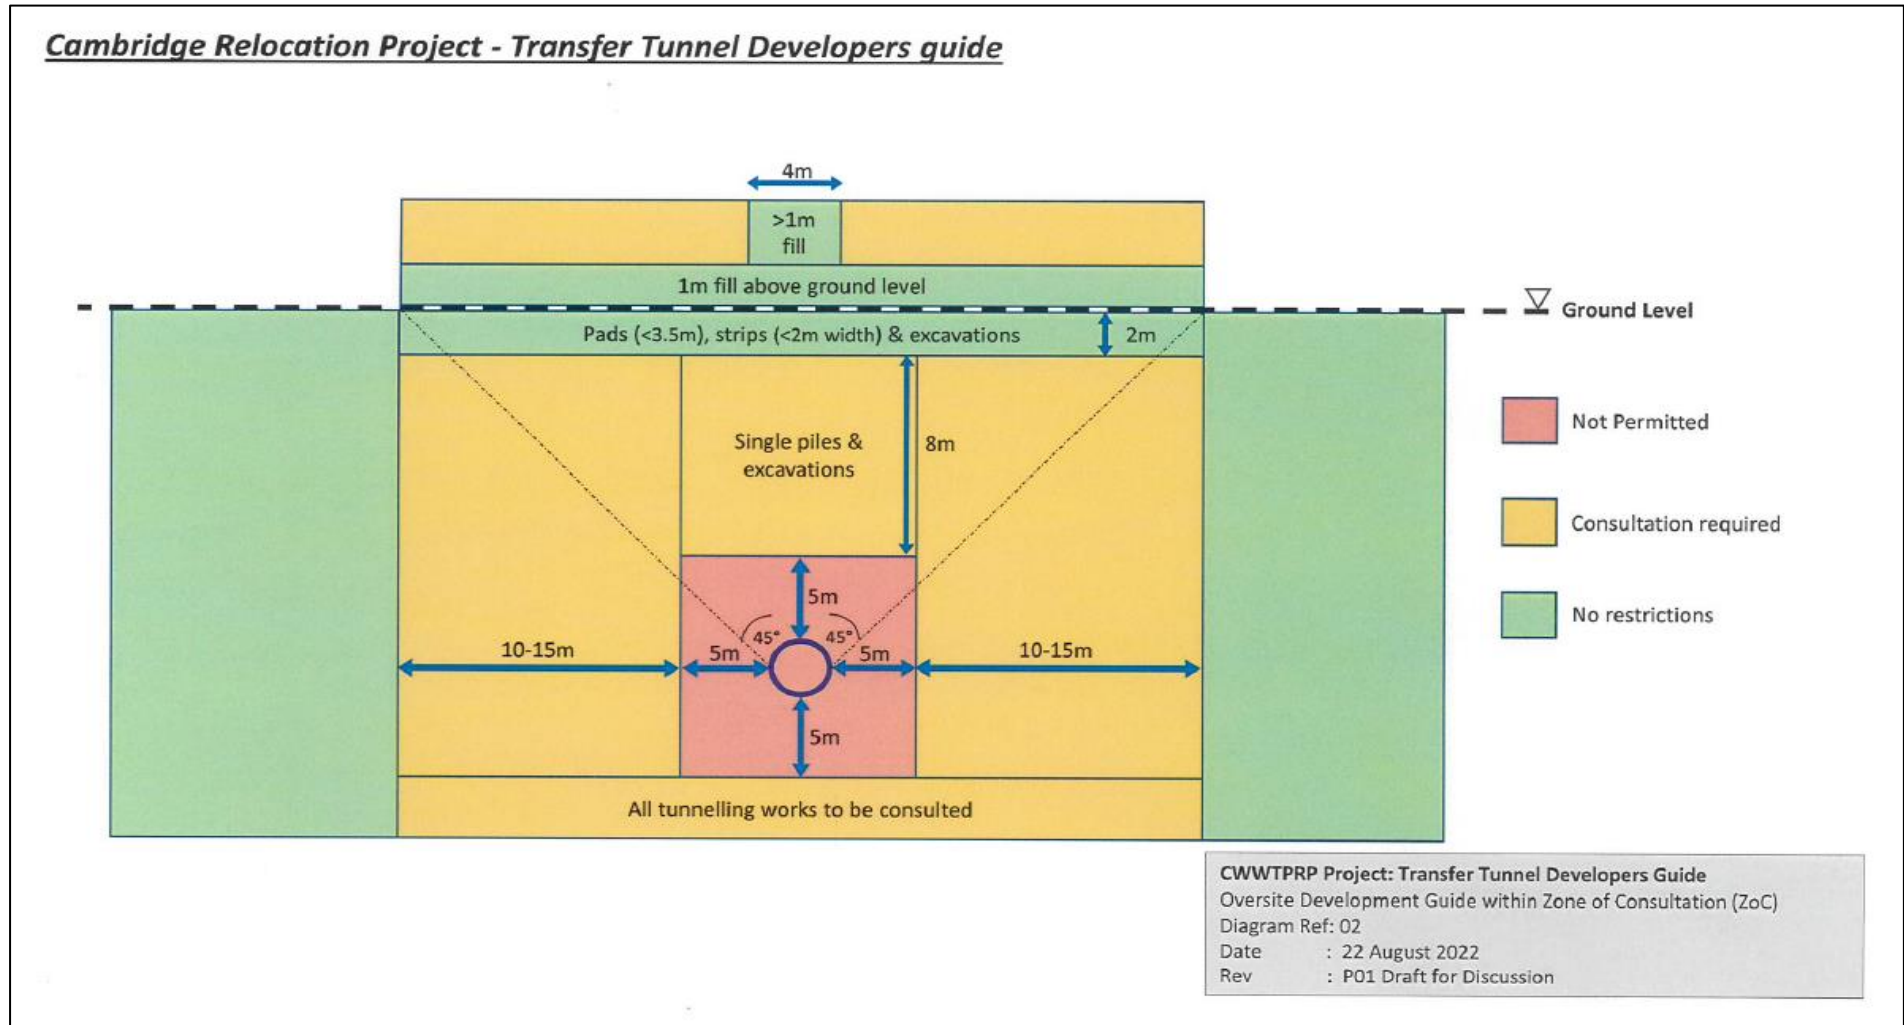 Cambridge Relocation Project - Transfer Tunnel Developers guide
4m
>1m
fill
1m fill above ground level
Ground Level
Pads (<3.5m), strips (<2m width) & excavations
2m
Single piles &
excavations
8m
Not Permitted
Consultation required
No restrictions
5m
45°
45°
10-15m
5m
5m
10-15m
5m
All tunnelling works to be consulted
CWWTPRP Project: Transfer Tunnel Developers Guide
Oversite Development Guide within Zone of Consultation (ZoC)
Diagram Ref: 02
Date : 22 August 2022
Rev : P01 Draft for Discussion